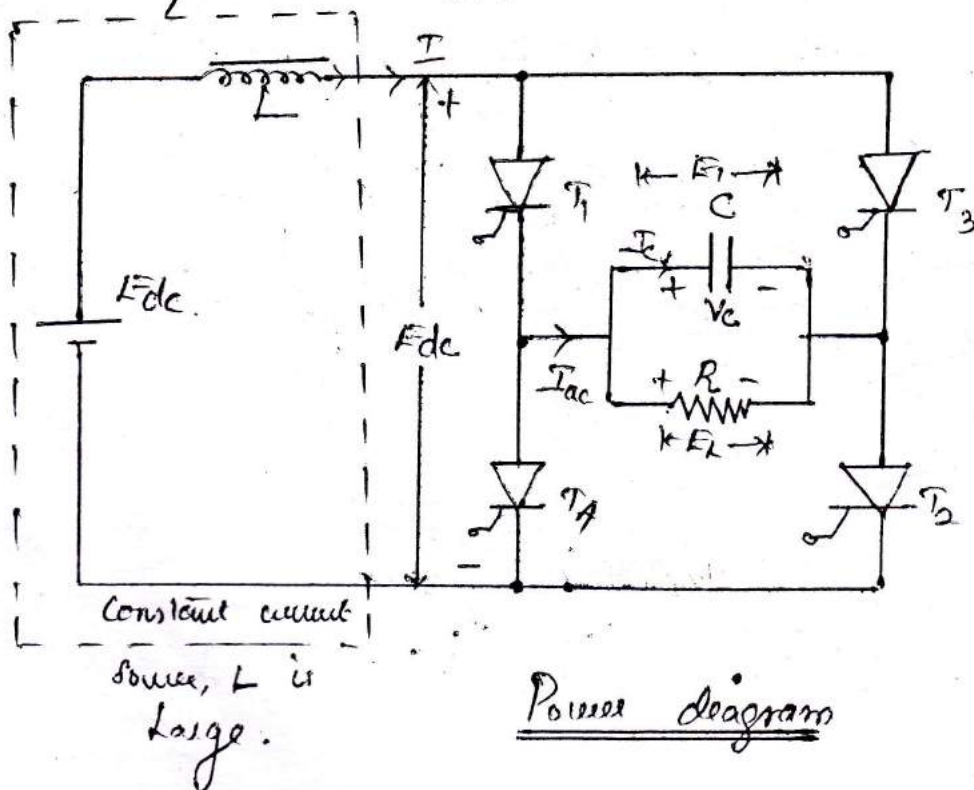 I
L
+
Edc
Edc
T1
T3
E1
C
Ic
+ -
Vc
Iac
+ R -
EL
T4
T2
-
Constant current
Source, L is
Large.
Power diagram